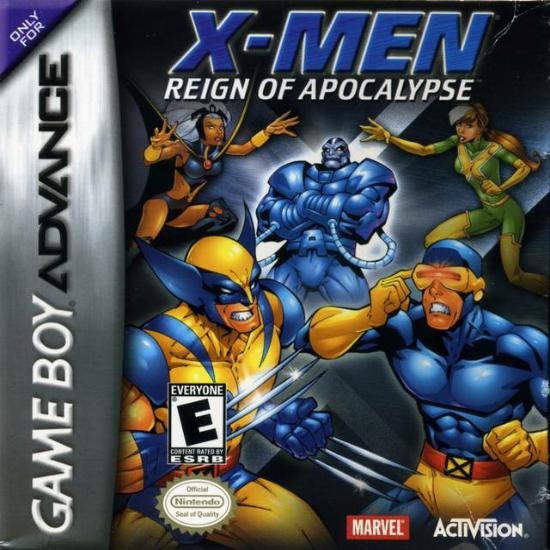 ONLY
FOR
GAME BOY ADVANCE
X-MEN
REIGN OF APOCALYPSE™
EVERYONE
E
CONTENT RATED BY
ESRB
Official
Nintendo
Seal of Quality
MARVEL
ACTIVISION